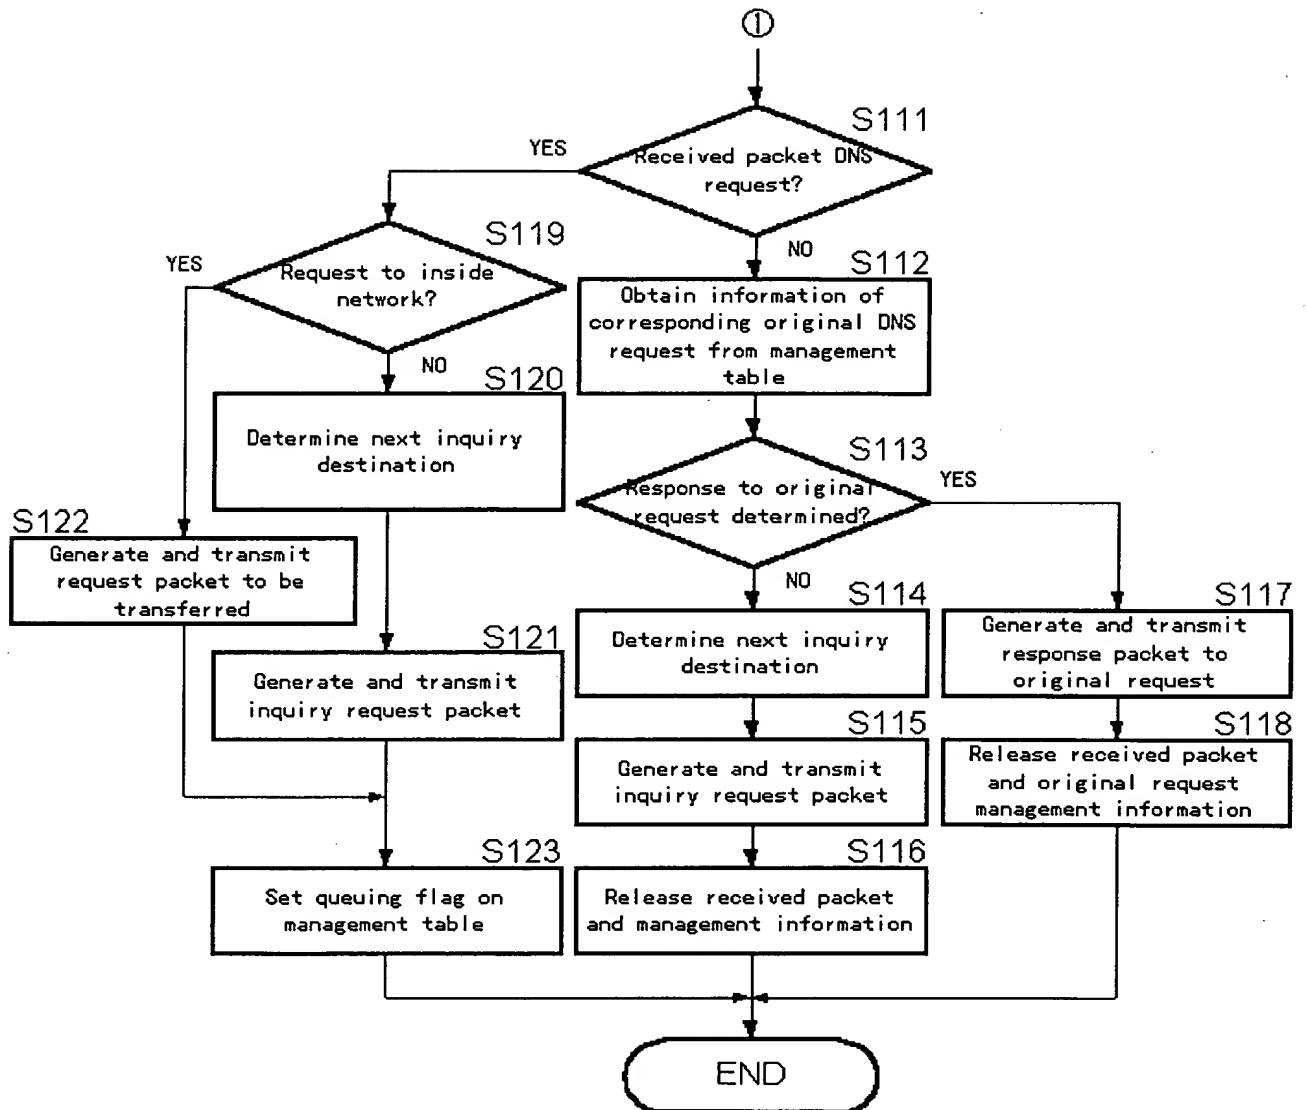 ①
S111
YES
Received packet DNS
request?
NO
S119
YES
Request to inside
network?
NO
S112
Obtain information of
corresponding original DNS
request from management
table
S120
Determine next inquiry
destination
S113
YES
Response to original
request determined?
NO
S122
Generate and transmit
request packet to be
transferred
S114
Determine next inquiry
destination
S117
Generate and transmit
response packet to
original request
S121
Generate and transmit
inquiry request packet
S115
Generate and transmit
inquiry request packet
S118
Release received packet
and original request
management information
S123
Set queuing flag on
management table
S116
Release received packet
and management information
END